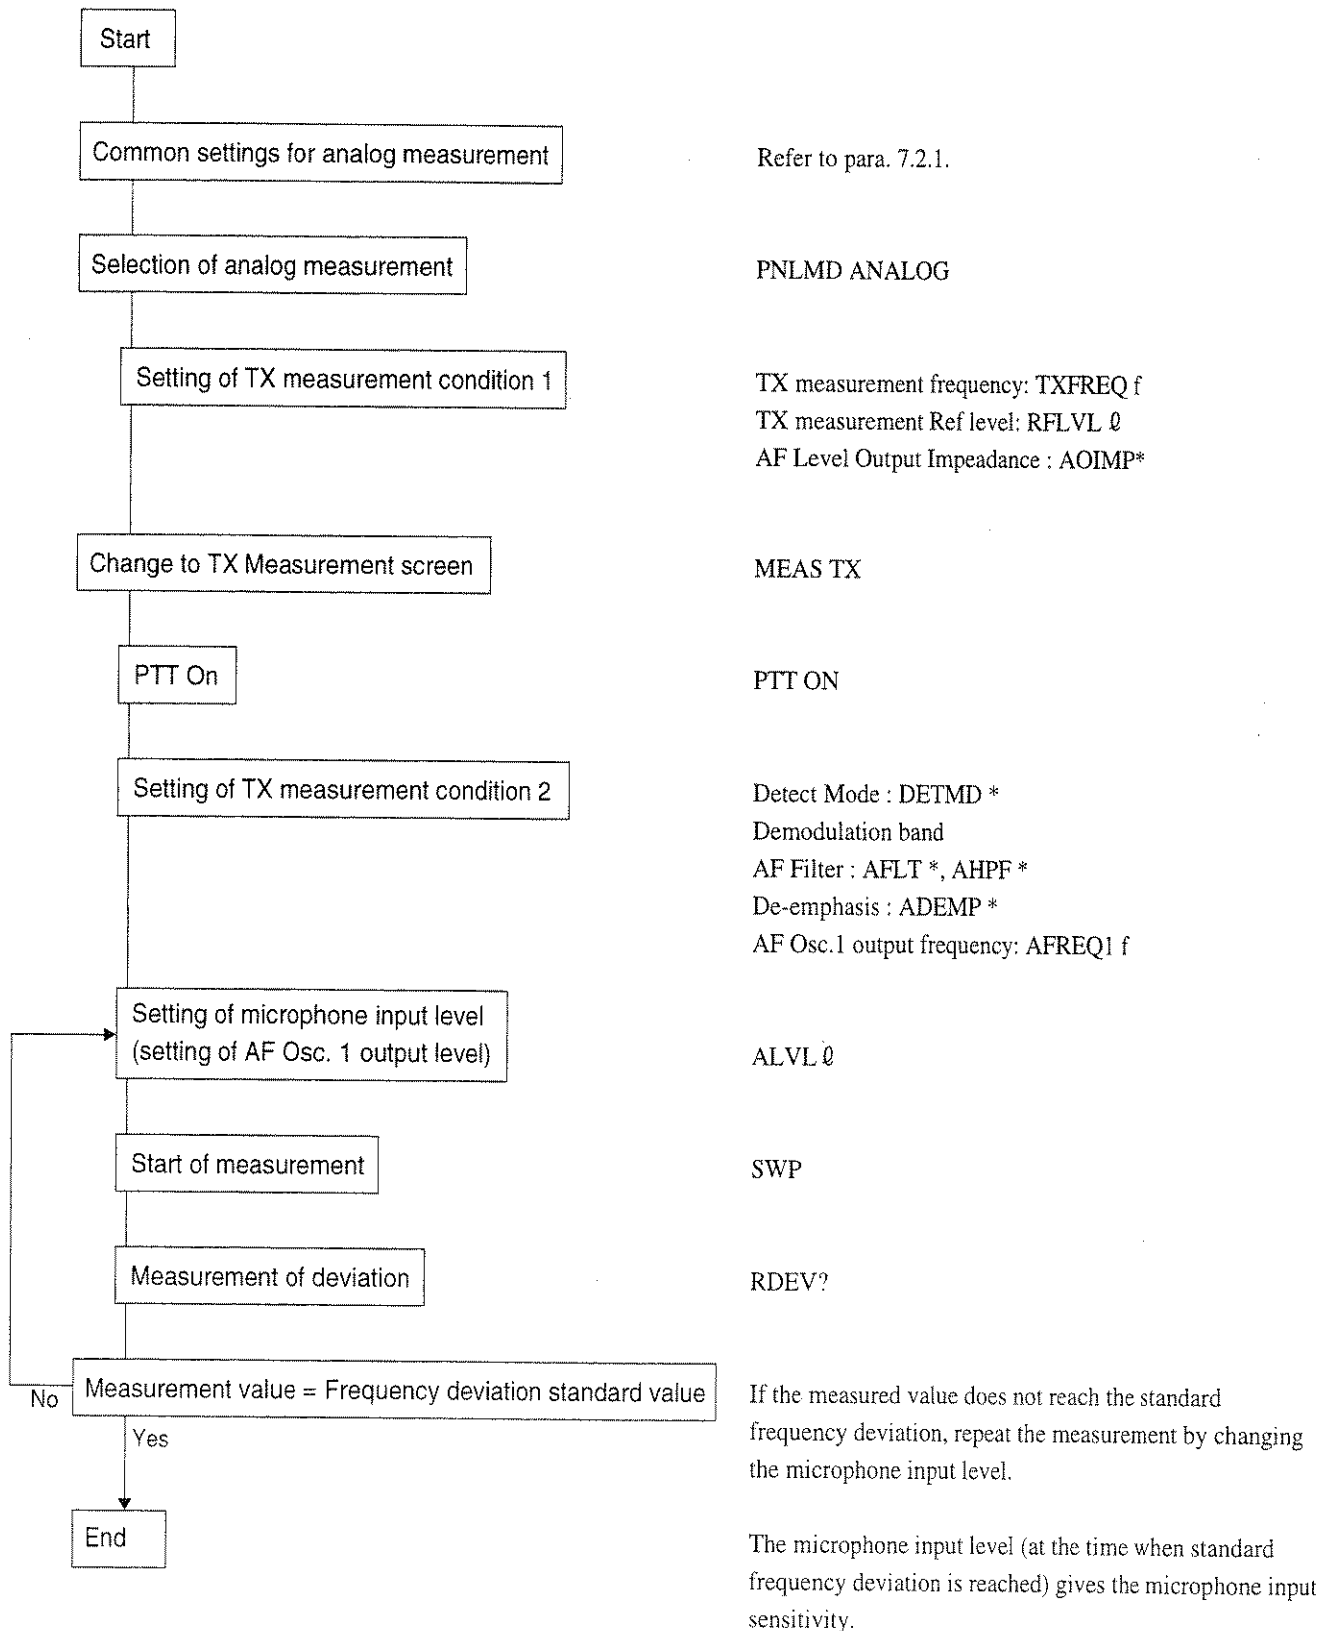 Start
Common settings for analog measurement
Refer to para. 7.2.1.
Selection of analog measurement
PNLMD ANALOG
Setting of TX measurement condition 1
TX measurement frequency: TXFREQ f
TX measurement Ref level: RFLVL ℓ
AF Level Output Impeadance : AOIMP*
Change to TX Measurement screen
MEAS TX
PTT On
PTT ON
Setting of TX measurement condition 2
Detect Mode : DETMD *
Demodulation band
AF Filter : AFLT *, AHPF *
De-emphasis : ADEMP *
AF Osc.1 output frequency: AFREQ1 f
Setting of microphone input level
(setting of AF Osc. 1 output level)
ALVL ℓ
Start of measurement
SWP
Measurement of deviation
RDEV?
Measurement value = Frequency deviation standard value
No
Yes
If the measured value does not reach the standard
frequency deviation, repeat the measurement by changing
the microphone input level.
End
The microphone input level (at the time when standard
frequency deviation is reached) gives the microphone input
sensitivity.